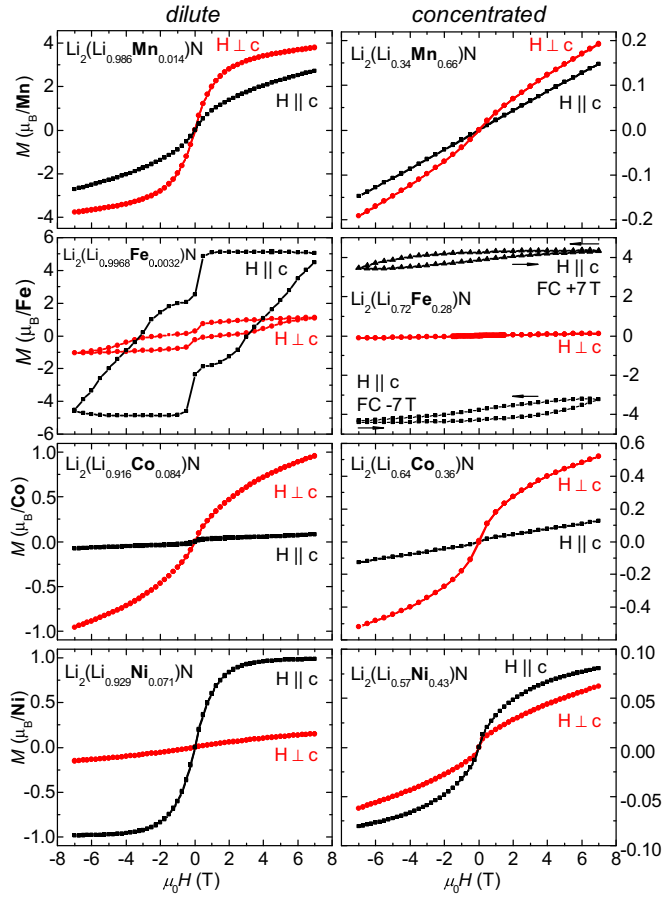 dilute
concentrated
Li2(Li0.986Mn0.014)N
H ⊥ c
H || c
M (μB/Mn)
4
2
0
-2
-4
Li2(Li0.34Mn0.66)N
H ⊥ c
H || c
0.2
0.1
0.0
-0.1
-0.2
Li2(Li0.9968Fe0.0032)N
H || c
H ⊥ c
M (μB/Fe)
6
4
2
0
-2
-4
-6
H || c
FC +7 T
Li2(Li0.72Fe0.28)N
H ⊥ c
H || c
FC -7 T
4
2
0
-2
-4
Li2(Li0.916Co0.084)N
H ⊥ c
H || c
M (μB/Co)
1.0
0.5
0.0
-0.5
-1.0
Li2(Li0.64Co0.36)N
H ⊥ c
H || c
0.6
0.4
0.2
0.0
-0.2
-0.4
Li2(Li0.929Ni0.071)N
H || c
H ⊥ c
M (μB/Ni)
1.0
0.5
0.0
-0.5
-1.0
Li2(Li0.57Ni0.43)N
H || c
H ⊥ c
0.10
0.05
0.00
-0.05
-0.10
-8 -6 -4 -2 0 2 4 6 8
-6 -4 -2 0 2 4 6 8
μ0H (T)
μ0H (T)